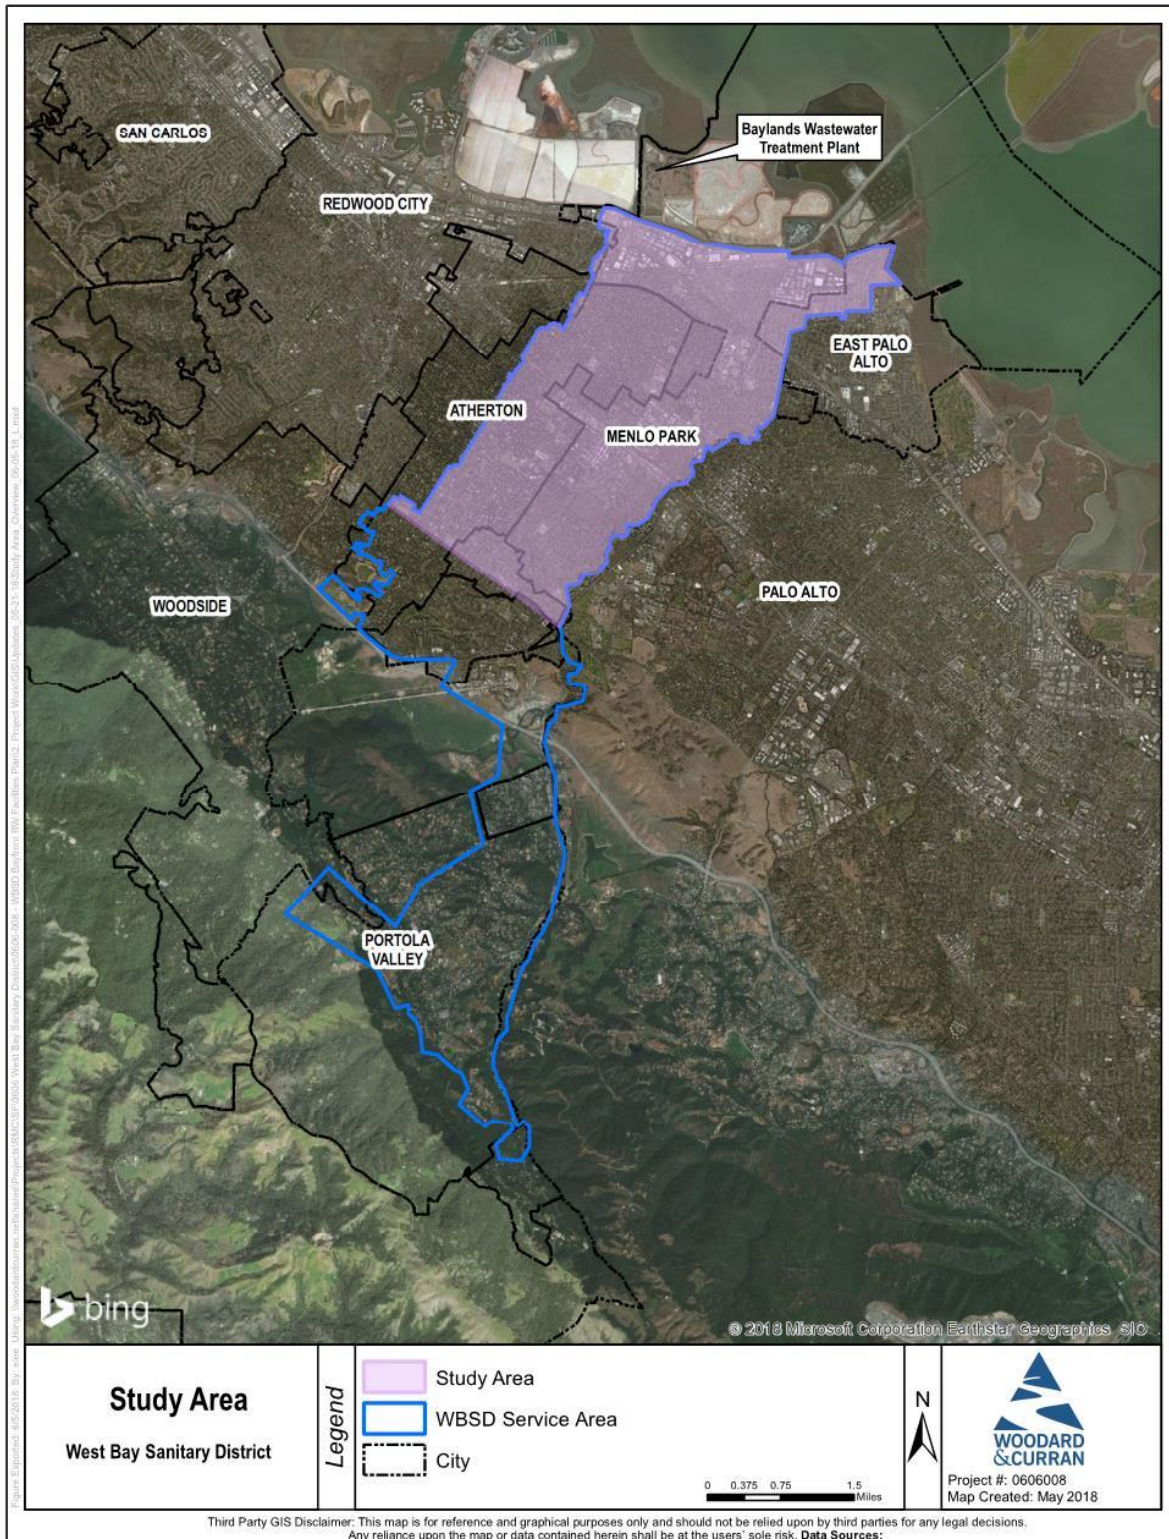 SAN CARLOS
Baylands Wastewater
Treatment Plant
REDWOOD CITY
EAST PALO
ALTO
ATHERTON
MENLO PARK
WOODSIDE
PALO ALTO
PORTOLA
VALLEY
bing
© 2018 Microsoft Corporation Earthstar Geographics SIO
Study Area
West Bay Sanitary District
Legend
Study Area
WBSD Service Area
City
0 0.375 0.75 1.5
Miles
N
WOODARD
&CURRAN
Project #: 0606008
Map Created: May 2018
Third Party GIS Disclaimer: This map is for reference and graphical purposes only and should not be relied upon by third parties for any legal decisions.
Any reliance upon the map or data contained herein shall be at the users' sole risk. Data Sources: